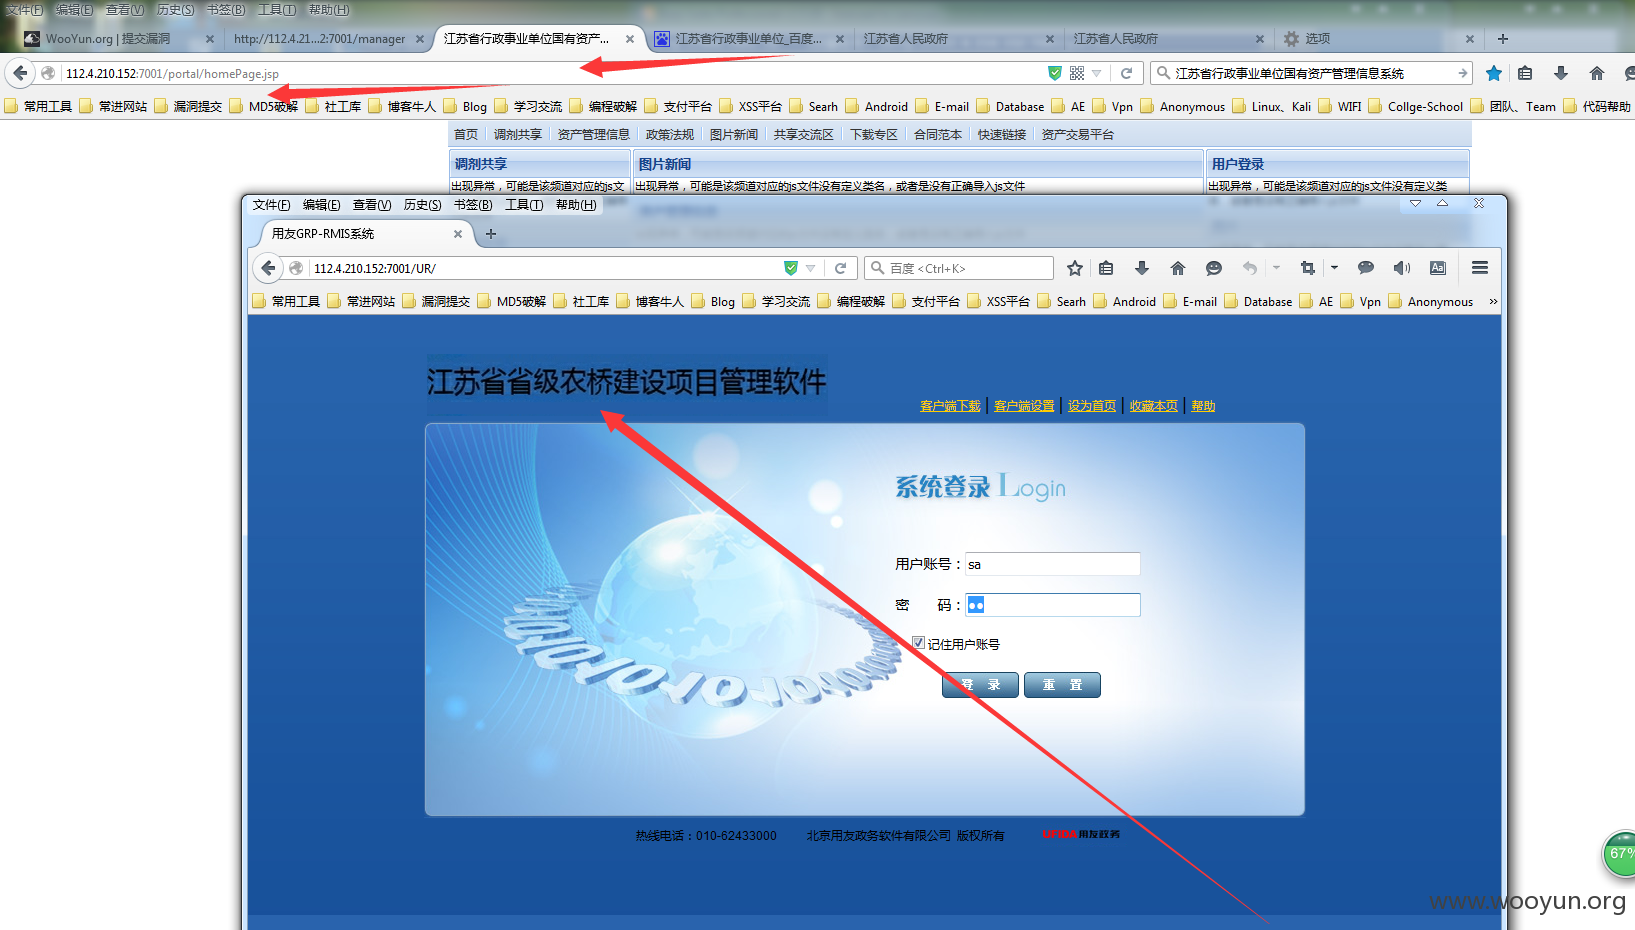 文件(F) 编辑(E) 查看(V) 历史(S) 书签(B) 工具(T) 帮助(H)
WooYun.org | 提交漏洞 × http://112.4.21...2:7001/manager × 江苏省行政事业单位国有资产... × 江苏省行政事业单位_百度... × 江苏省人民政府 × 江苏省人民政府 × 选项 × +
112.4.210.152:7001/portal/homePage.jsp 江苏省行政事业单位国有资产管理信息系统
常用工具 常进网站 漏洞提交 MD5破解 社工库 博客牛人 Blog 学习交流 编程破解 支付平台 XSS平台 Searh Android E-mail Database AE Vpn Anonymous Linux、Kali WIFI Collge-School 团队、Team 代码帮助
首页 调剂共享 资产管理信息 政策法规 图片新闻 共享交流区 下载专区 合同范本 快速链接 资产交易平台
调剂共享 图片新闻 用户登录
出现异常，可能是该频道对应的js文 出现异常，可能是该频道对应的js文件没有定义类名，或者是没有正确导入js文件 出现异常，可能是该频道对应的js文件没有定义类
文件(F) 编辑(E) 查看(V) 历史(S) 书签(B) 工具(T) 帮助(H)
用友GRP-RMIS系统 × +
112.4.210.152:7001/UR/ 百度 <Ctrl+K>
常用工具 常进网站 漏洞提交 MD5破解 社工库 博客牛人 Blog 学习交流 编程破解 支付平台 XSS平台 Searh Android E-mail Database AE Vpn Anonymous »
江苏省省级农桥建设项目管理软件
客户端下载 | 客户端设置 | 设为首页 | 收藏本页 | 帮助
系统登录 Login
用户账号： sa
密 码： ●●
记住用户账号
登 录 重 置
热线电话：010-62433000 北京用友政务软件有限公司 版权所有 UFIDA用友政务
67%
www.wooyun.org